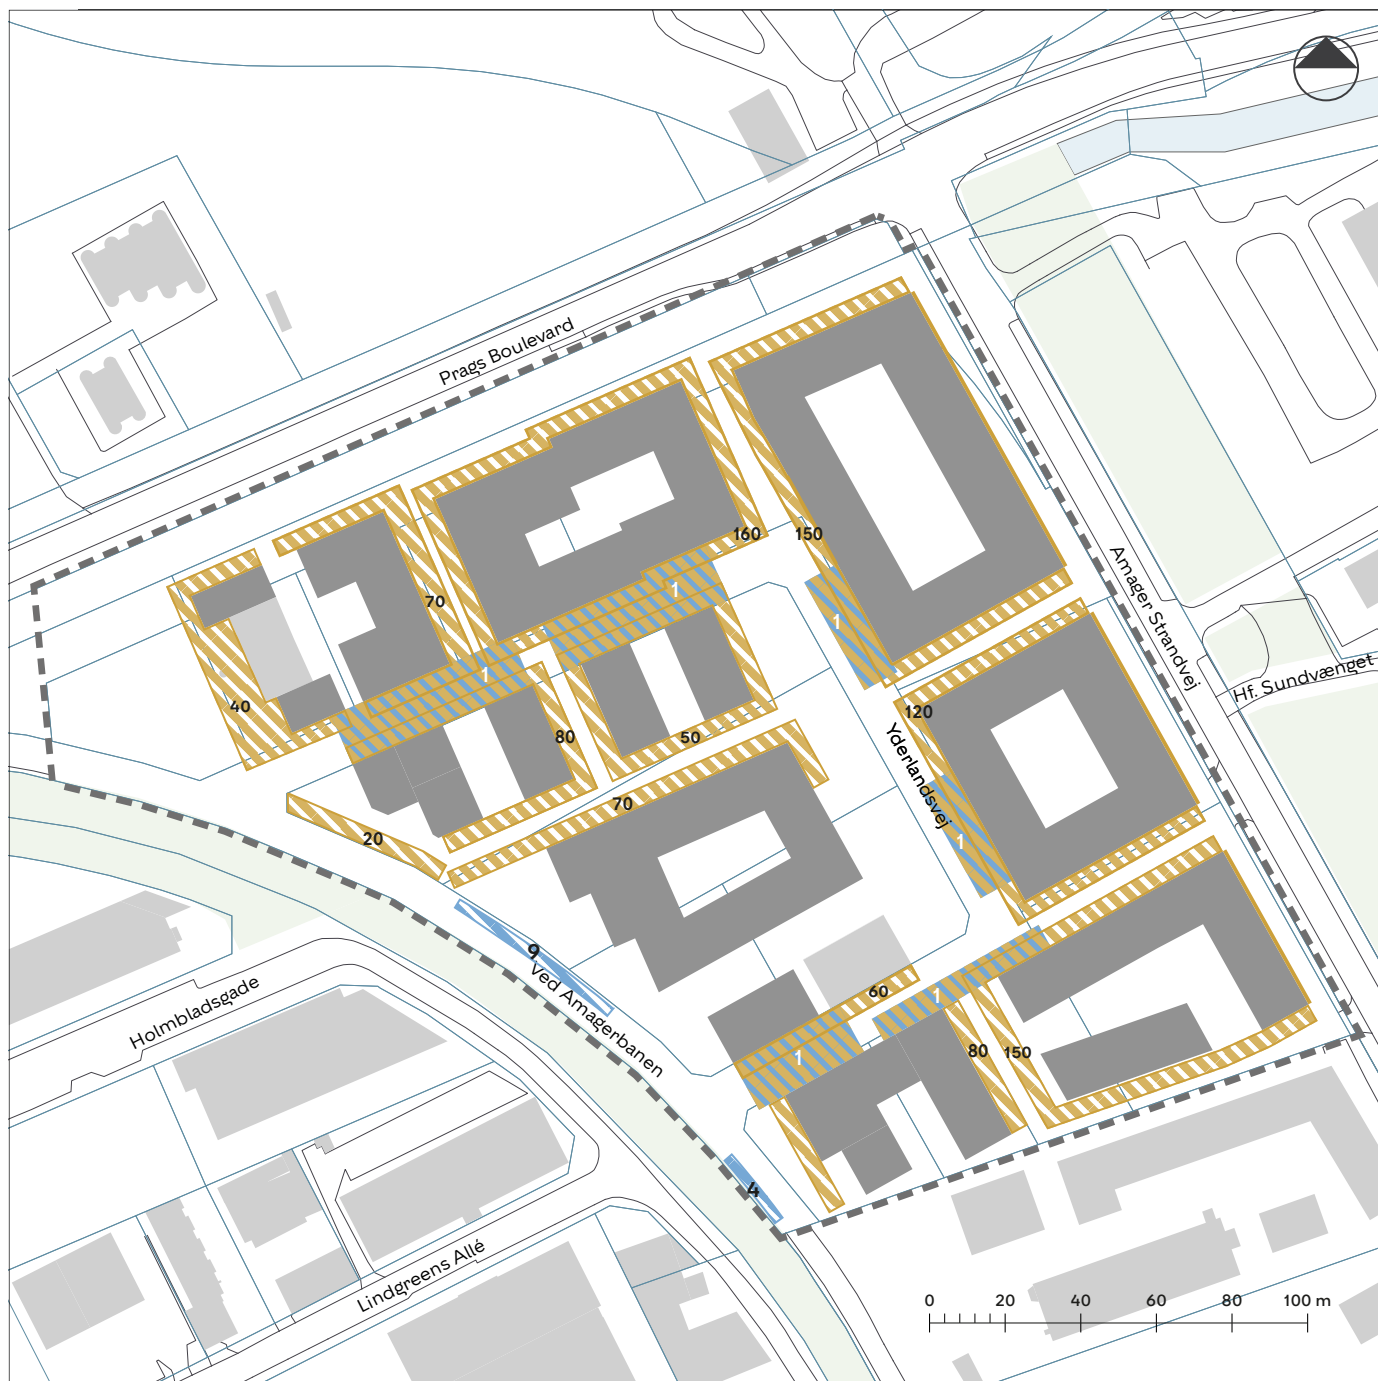 Prags Boulevard
160
150
Amager Strandvej
1
70
1
1
Hf. Sundvænget
40
120
80
50
Yderlandsvej
70
20
1
9
60
1
Ved Amagerbanen
Holmbladsgade
80
150
1
4
Lindgreens Allé
0 20 40 60 80 100 m